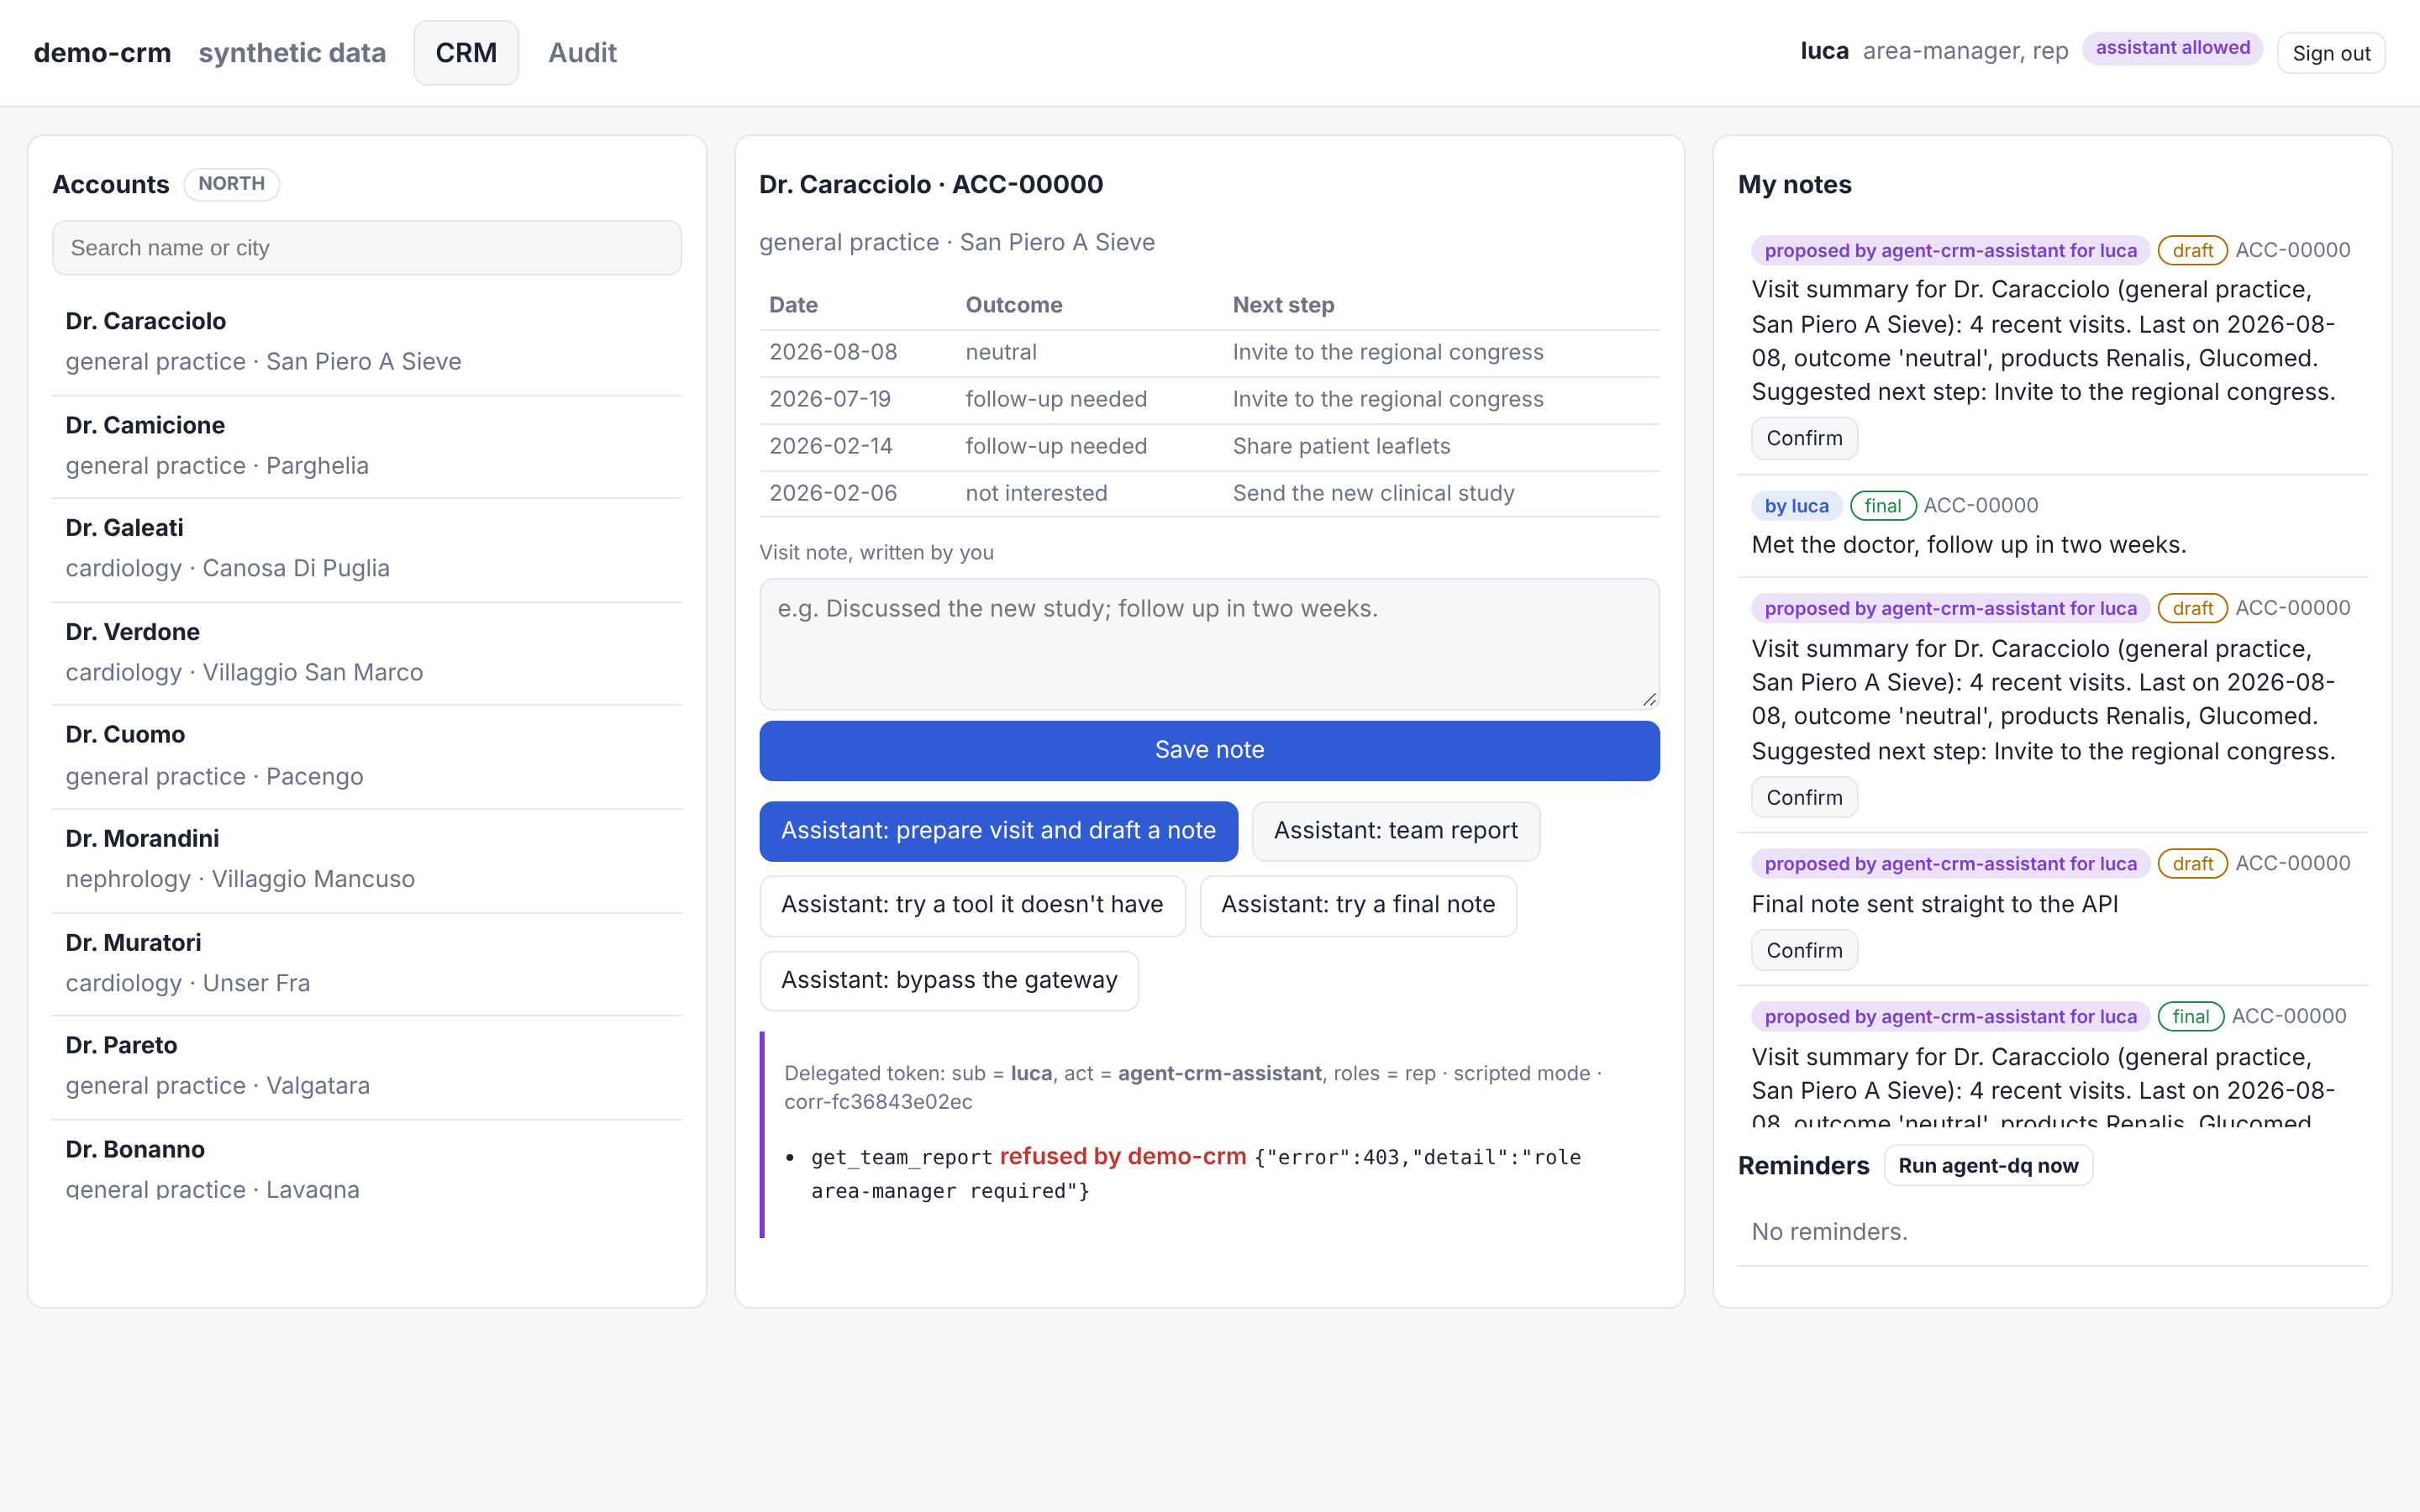 demo-crm synthetic data CRM Audit
luca area-manager, rep assistant allowed Sign out
Accounts NORTH
Search name or city
Dr. Caracciolo
general practice · San Piero A Sieve
Dr. Camicione
general practice · Parghelia
Dr. Galeati
cardiology · Canosa Di Puglia
Dr. Verdone
cardiology · Villaggio San Marco
Dr. Cuomo
general practice · Pacengo
Dr. Morandini
nephrology · Villaggio Mancuso
Dr. Muratori
cardiology · Unser Fra
Dr. Pareto
general practice · Valgatara
Dr. Bonanno
general practice · Lavagna
Dr. Caracciolo · ACC-00000
general practice · San Piero A Sieve
Date Outcome Next step
2026-08-08 neutral Invite to the regional congress
2026-07-19 follow-up needed Invite to the regional congress
2026-02-14 follow-up needed Share patient leaflets
2026-02-06 not interested Send the new clinical study
Visit note, written by you
e.g. Discussed the new study; follow up in two weeks.
Save note
Assistant: prepare visit and draft a note Assistant: team report
Assistant: try a tool it doesn't have Assistant: try a final note
Assistant: bypass the gateway
Delegated token: sub = luca, act = agent-crm-assistant, roles = rep · scripted mode ·
corr-fc36843e02ec
• get_team_report refused by demo-crm {"error":403,"detail":"role
area-manager required"}
My notes
proposed by agent-crm-assistant for luca draft ACC-00000
Visit summary for Dr. Caracciolo (general practice,
San Piero A Sieve): 4 recent visits. Last on 2026-08-
08, outcome 'neutral', products Renalis, Glucomed.
Suggested next step: Invite to the regional congress.
Confirm
by luca final ACC-00000
Met the doctor, follow up in two weeks.
proposed by agent-crm-assistant for luca draft ACC-00000
Visit summary for Dr. Caracciolo (general practice,
San Piero A Sieve): 4 recent visits. Last on 2026-08-
08, outcome 'neutral', products Renalis, Glucomed.
Suggested next step: Invite to the regional congress.
Confirm
proposed by agent-crm-assistant for luca draft ACC-00000
Final note sent straight to the API
Confirm
proposed by agent-crm-assistant for luca final ACC-00000
Visit summary for Dr. Caracciolo (general practice,
San Piero A Sieve): 4 recent visits. Last on 2026-08-
08, outcome 'neutral', products Renalis, Glucomed.
Reminders Run agent-dq now
No reminders.